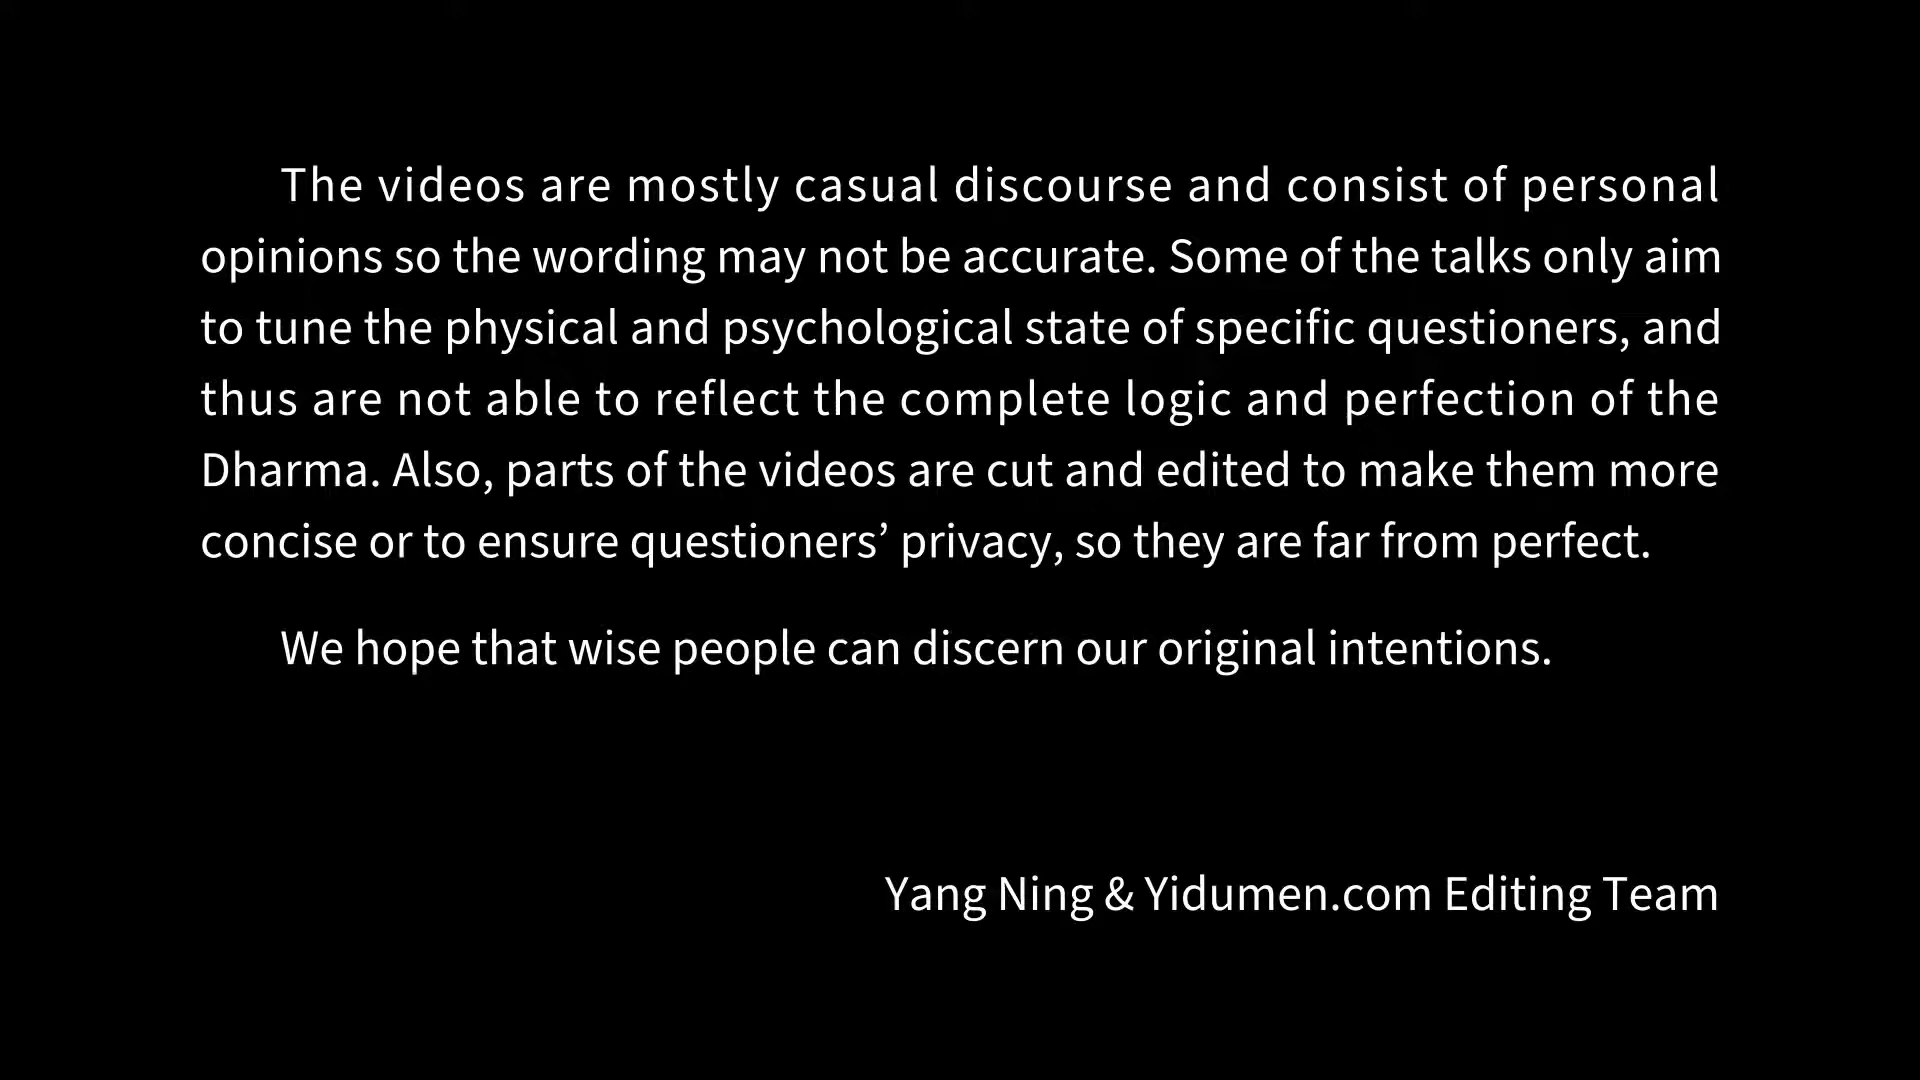 The videos are mostly casual discourse and consist of personal
opinions so the wording may not be accurate. Some of the talks only aim
to tune the physical and psychological state of specific questioners, and
thus are not able to reflect the complete logic and perfection of the
Dharma. Also, parts of the videos are cut and edited to make them more
concise or to ensure questioners’ privacy, so they are far from perfect.
We hope that wise people can discern our original intentions.
Yang Ning & Yidumen.com Editing Team